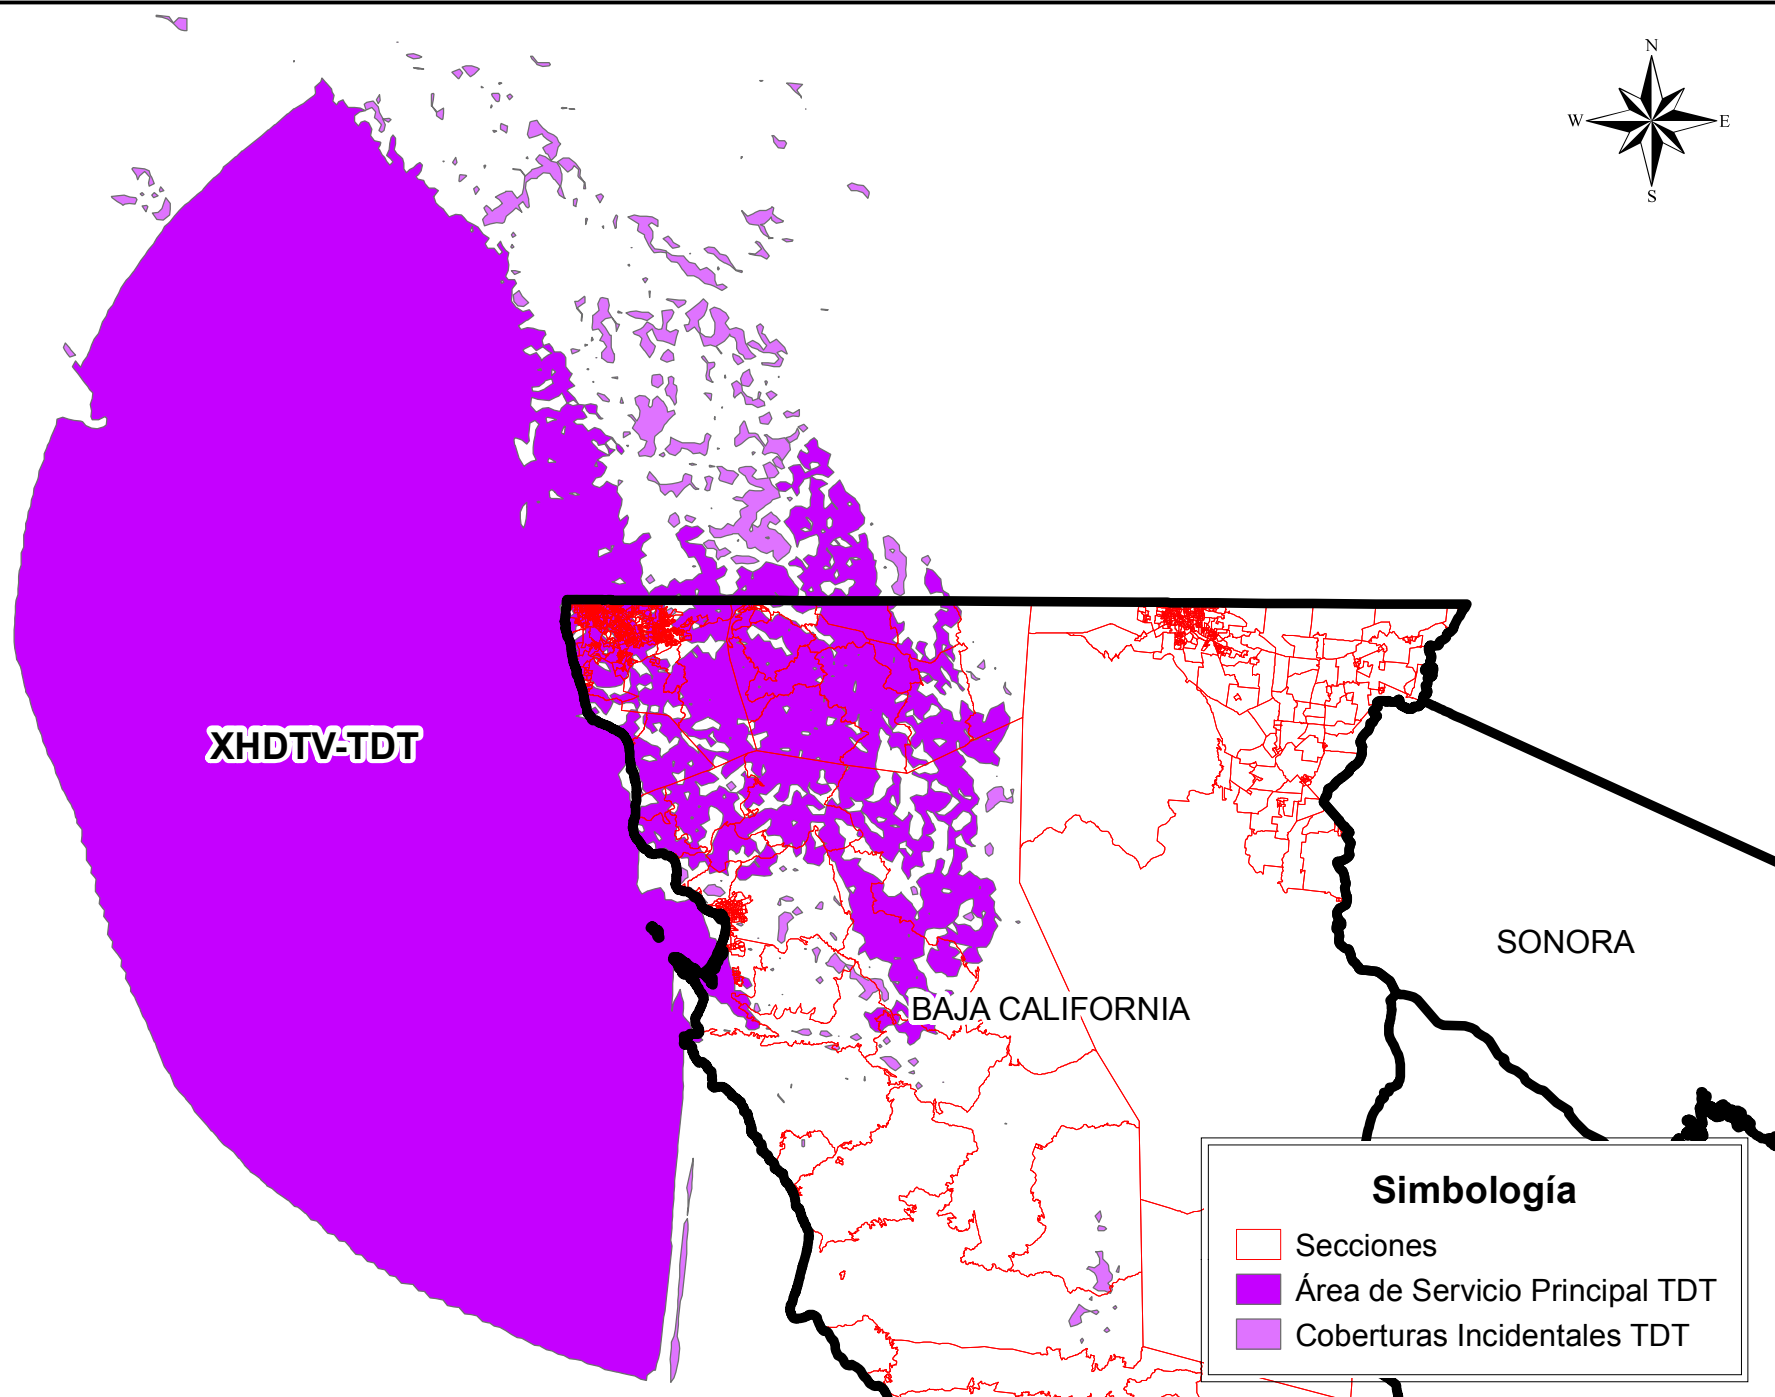 N
W
E
S
XHDTV-TDT
SONORA
BAJA CALIFORNIA
Simbología
Secciones
Área de Servicio Principal TDT
Coberturas Incidentales TDT